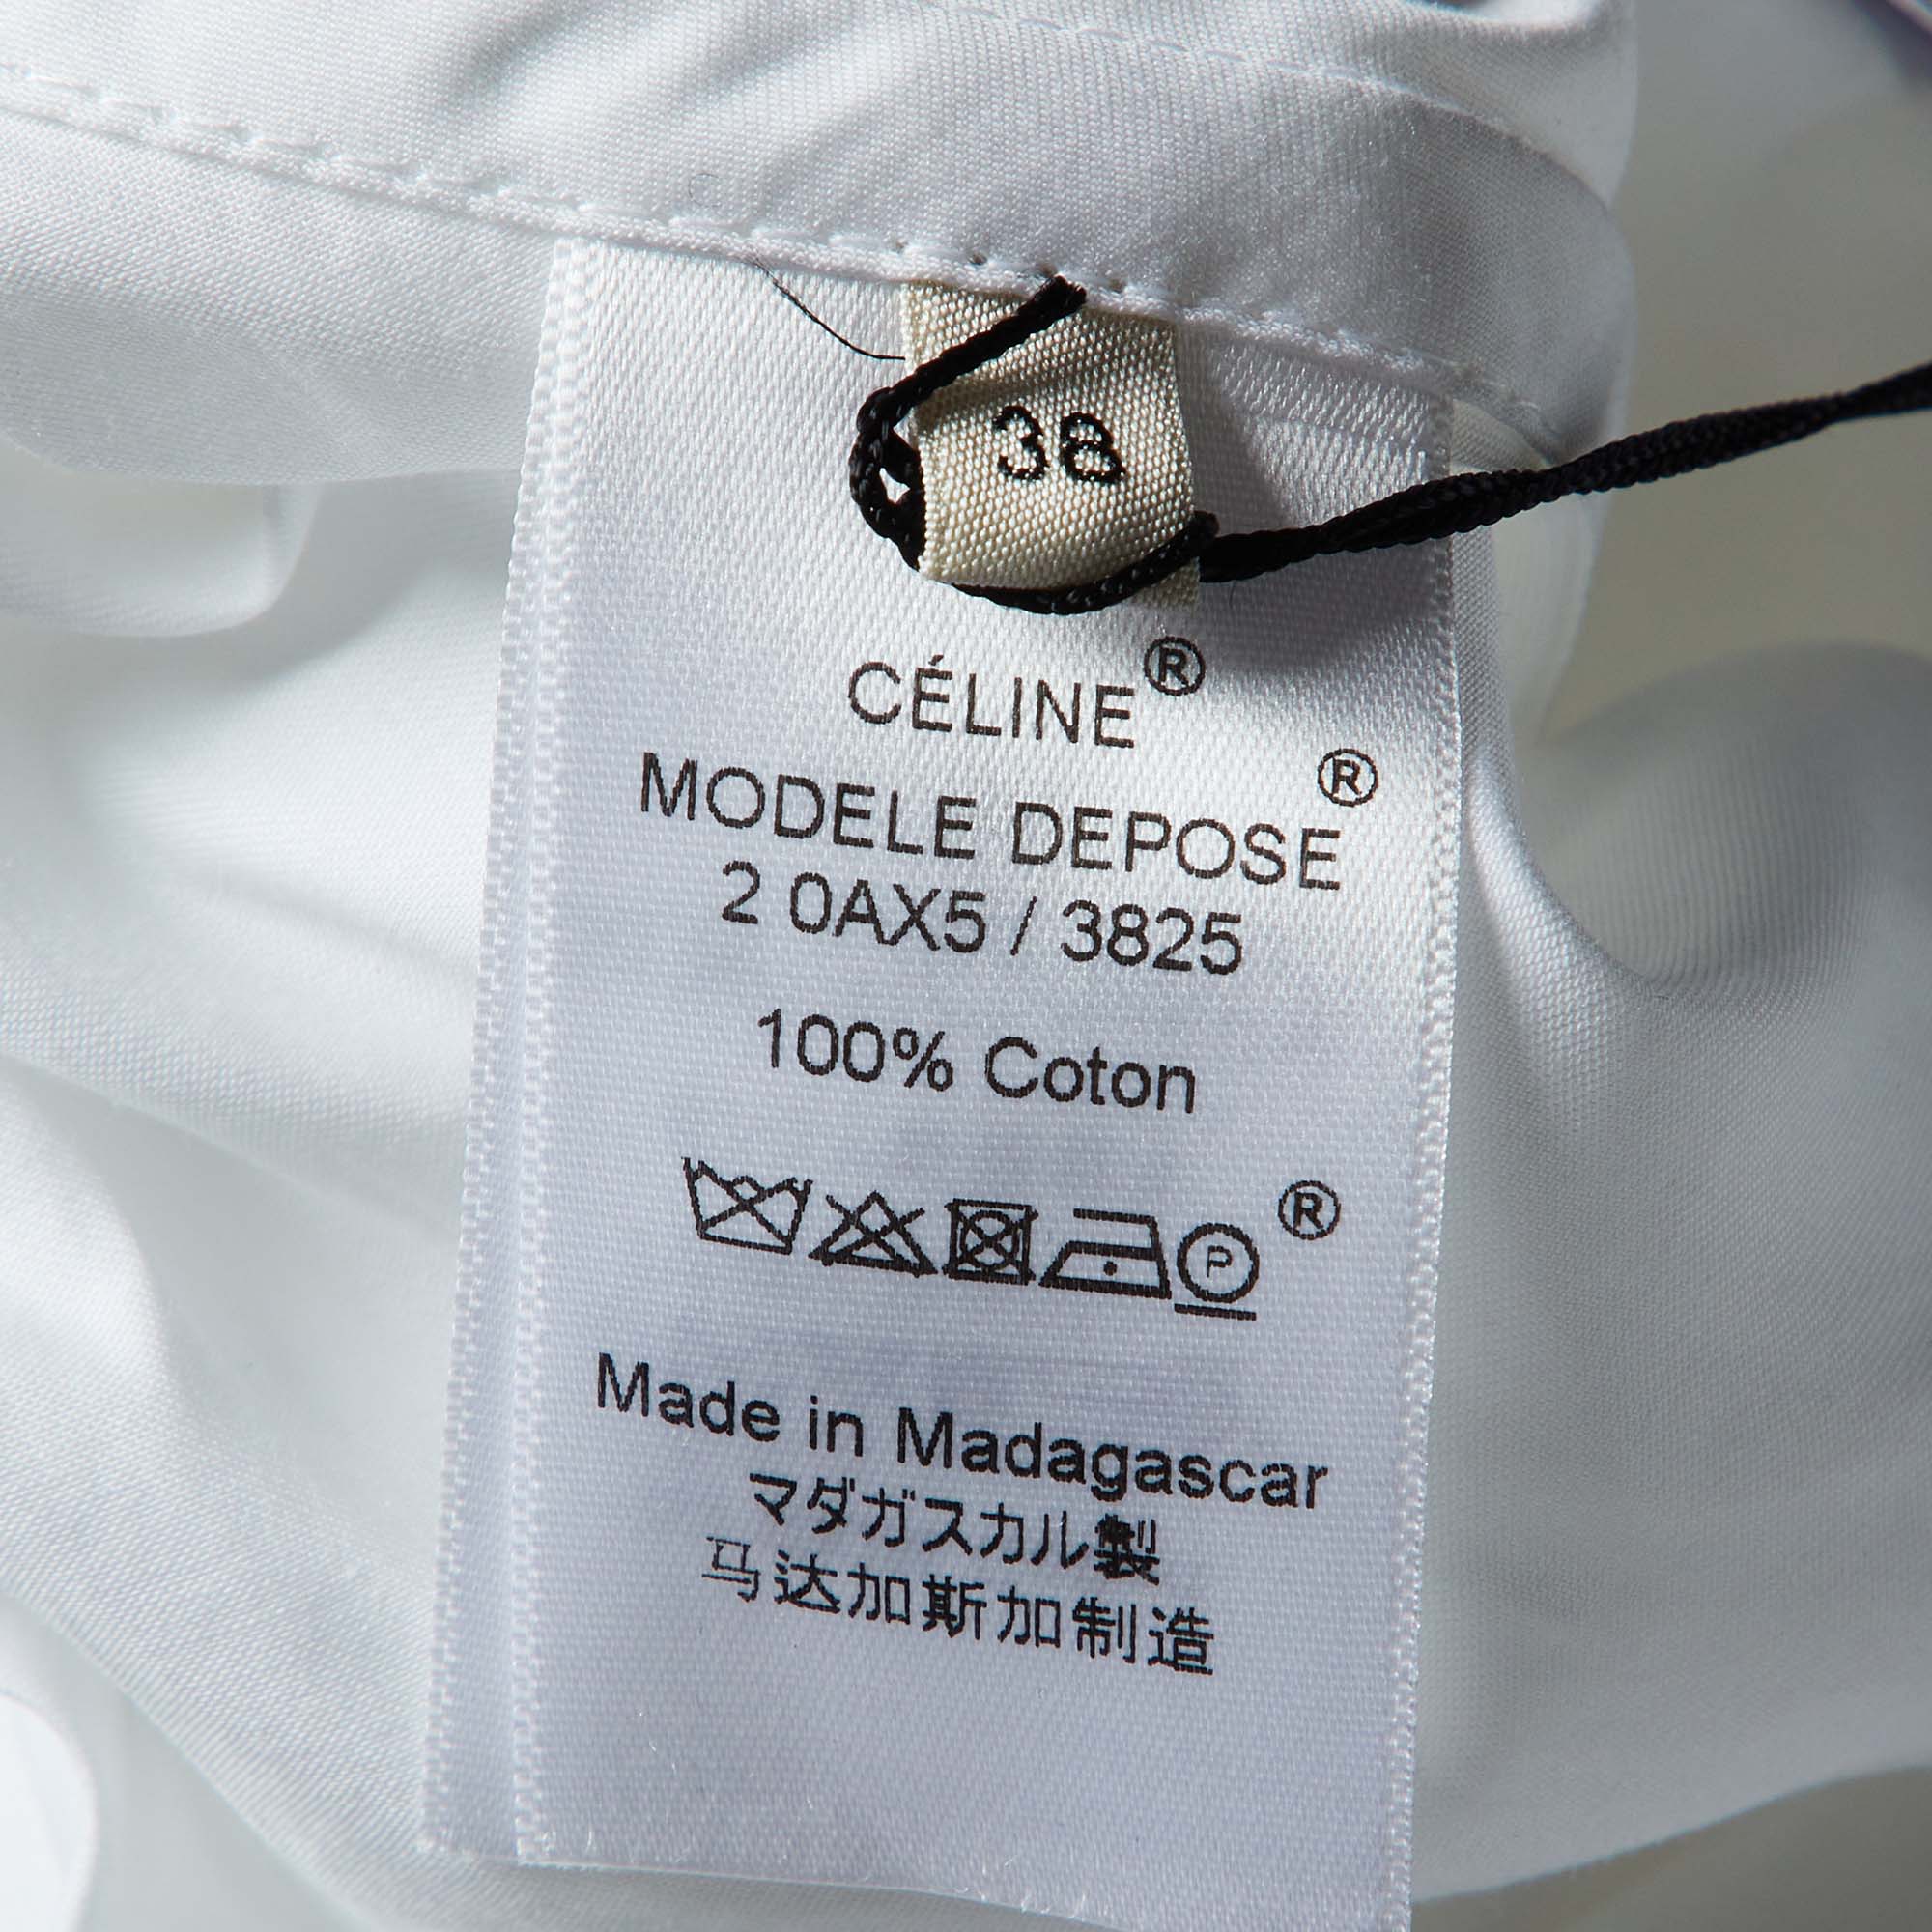 38
CÉLINE®
MODELE DEPOSE®
2 0AX5 / 3825
100% Coton
P ®
Made in Madagascar
マダガスカル製
马达加斯加制造